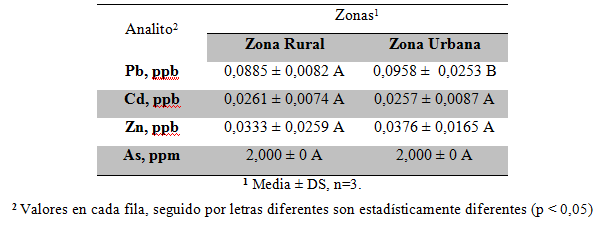 Zonas¹
Analito²
Zona Rural Zona Urbana
Pb, ppb 0,0885 ± 0,0082 A 0,0958 ± 0,0253 B
Cd, ppb 0,0261 ± 0,0074 A 0,0257 ± 0,0087 A
Zn, ppb 0,0333 ± 0,0259 A 0,0376 ± 0,0165 A
As, ppm 2,000 ± 0 A 2,000 ± 0 A
¹ Media ± DS, n=3.
² Valores en cada fila, seguido por letras diferentes son estadísticamente diferentes (p < 0,05)